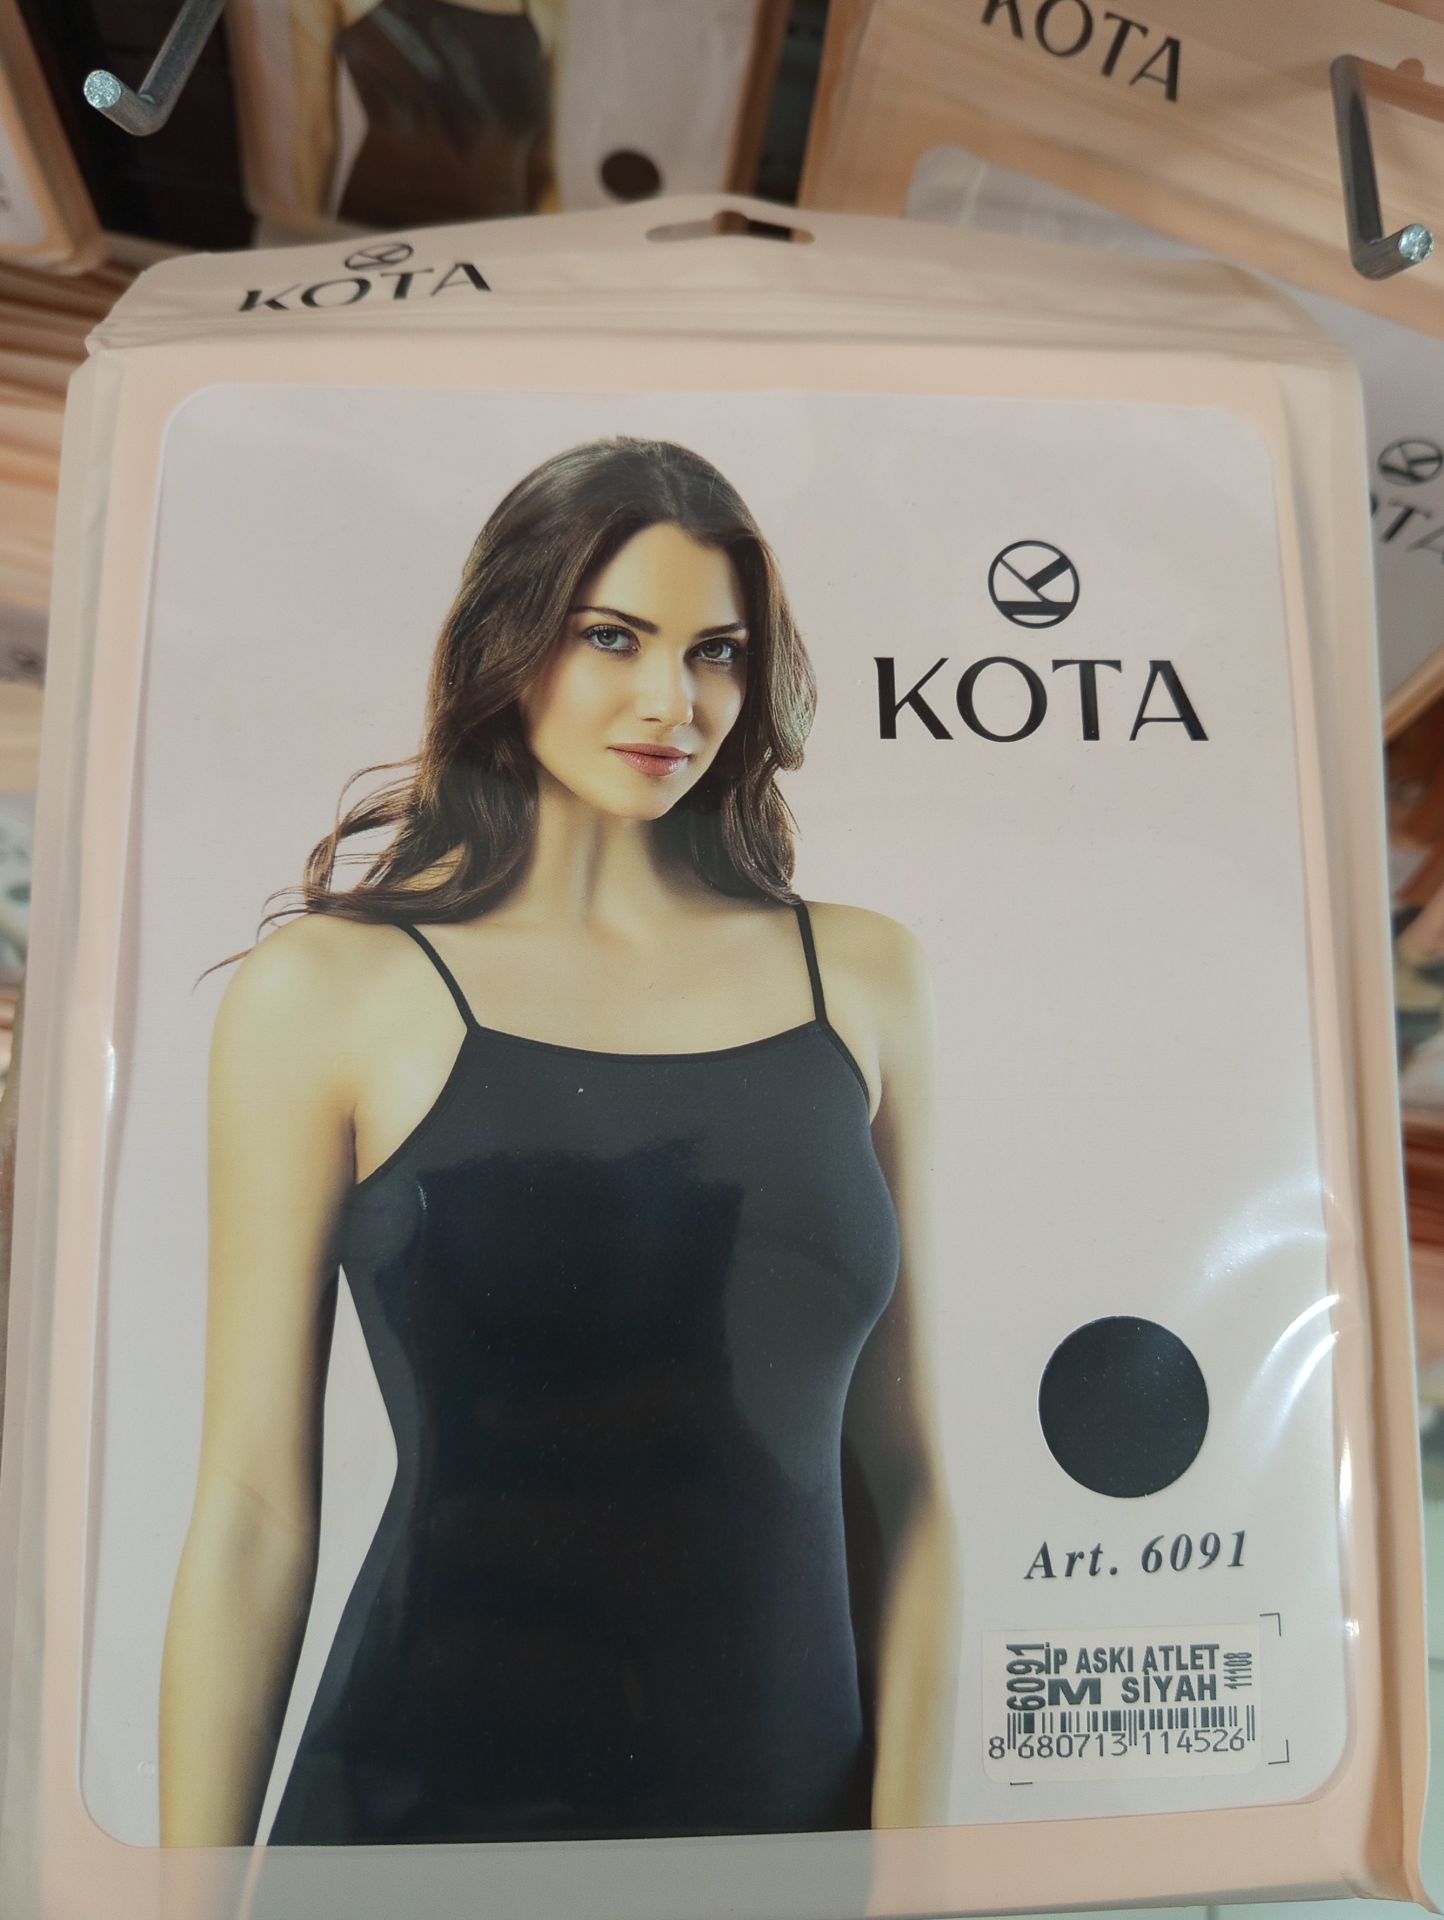 KOTA
KOTA
KOTA
Art. 6091
6091
İP ASKI ATLET
M SİYAH
11108
8 680713 114526